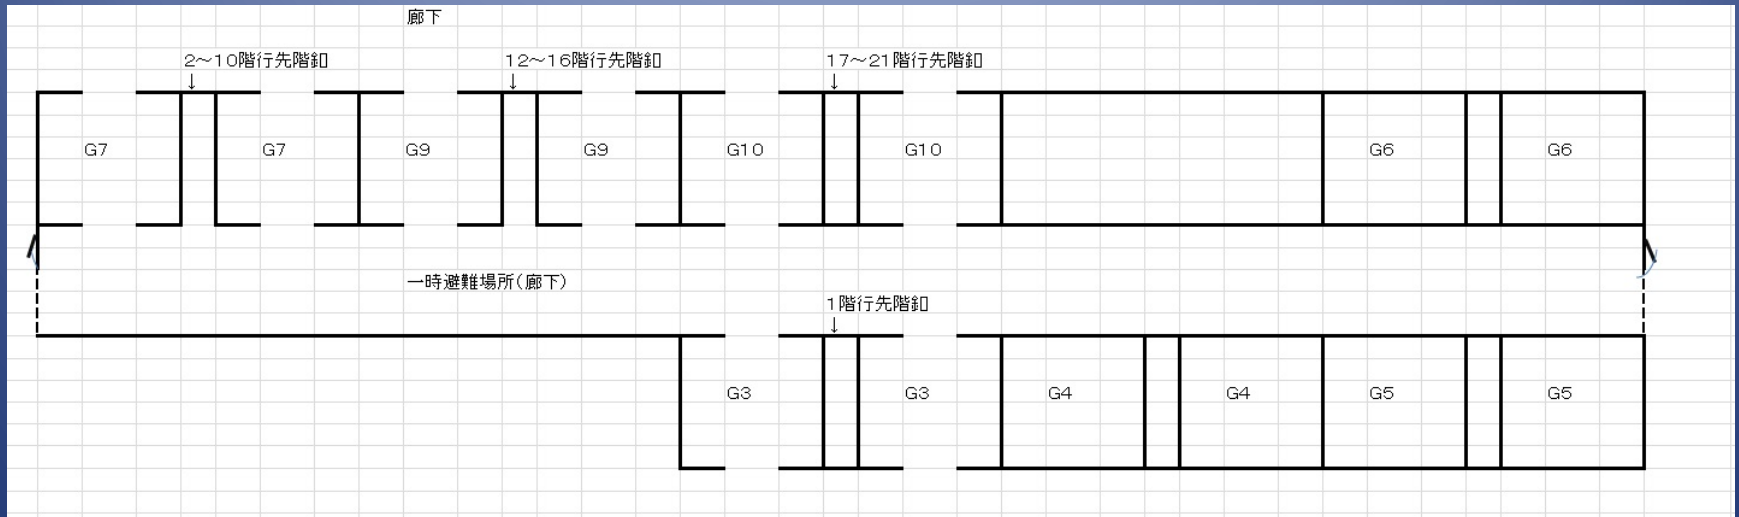 廊下
2～10階行先階釦
12～16階行先階釦
17～21階行先階釦
↓
↓
↓
G7
G7
G9
G9
G10
G10
G6
G6
一時避難場所(廊下)
1階行先階釦
↓
G3
G3
G4
G4
G5
G5